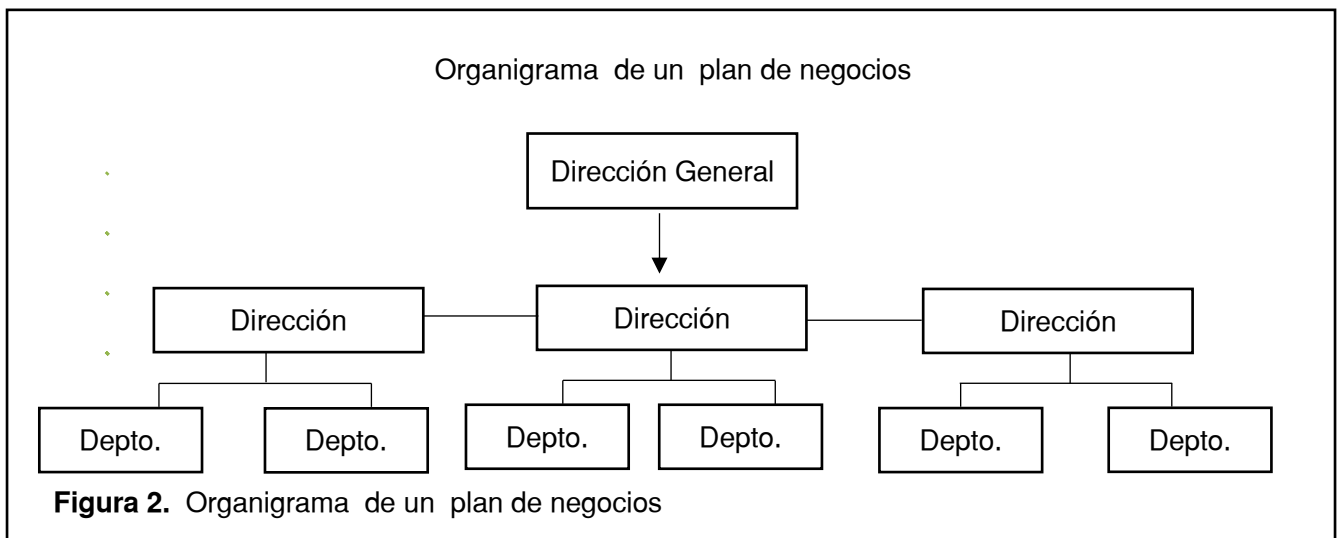 Organigrama de un plan de negocios
Dirección General
Dirección Dirección Dirección
Depto. Depto. Depto. Depto. Depto. Depto.
Figura 2. Organigrama de un plan de negocios